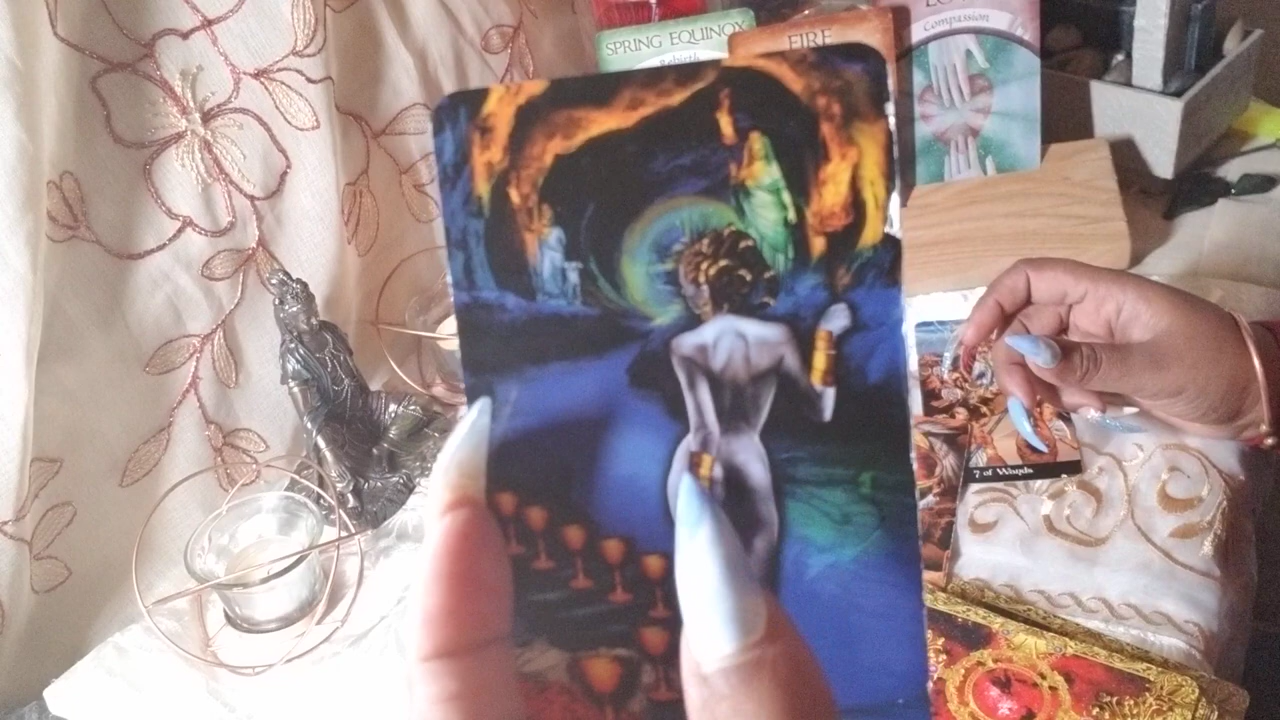 SPRING EQUINOX
Rebirth
FIRE
Compassion
7 of Wands